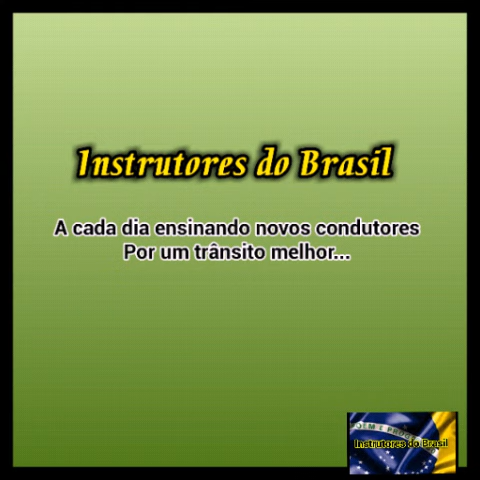 Instrutores do Brasil
A cada dia ensinando novos condutores
Por um trânsito melhor...
Instrutores do Brasil